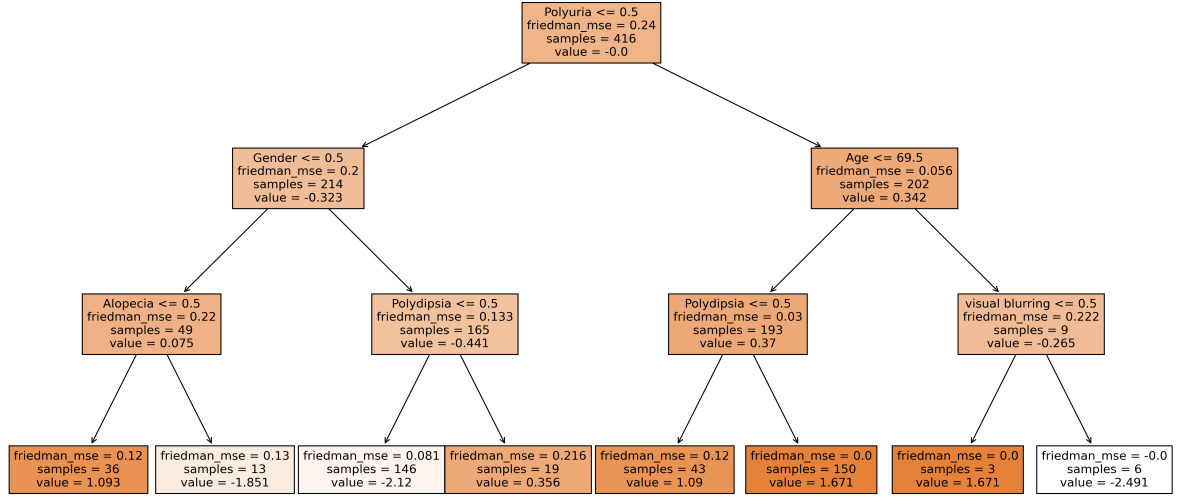 Polyuria <= 0.5
friedman_mse = 0.24
samples = 416
value = -0.0
Gender <= 0.5
friedman_mse = 0.2
samples = 214
value = -0.323
Age <= 69.5
friedman_mse = 0.056
samples = 202
value = 0.342
Alopecia <= 0.5
friedman_mse = 0.22
samples = 49
value = 0.075
Polydipsia <= 0.5
friedman_mse = 0.133
samples = 165
value = -0.441
Polydipsia <= 0.5
friedman_mse = 0.03
samples = 193
value = 0.37
visual blurring <= 0.5
friedman_mse = 0.222
samples = 9
value = -0.265
friedman_mse = 0.12
samples = 36
value = 1.093
friedman_mse = 0.13
samples = 13
value = -1.851
friedman_mse = 0.081
samples = 146
value = -2.12
friedman_mse = 0.216
samples = 19
value = 0.356
friedman_mse = 0.12
samples = 43
value = 1.09
friedman_mse = 0.0
samples = 150
value = 1.671
friedman_mse = 0.0
samples = 3
value = 1.671
friedman_mse = -0.0
samples = 6
value = -2.491